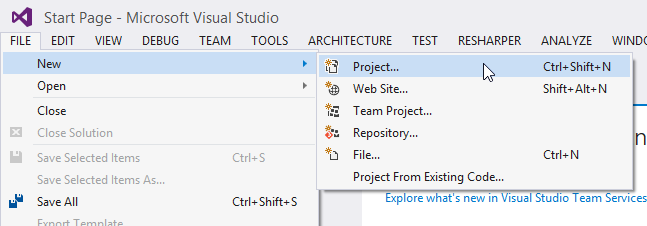 Start Page - Microsoft Visual Studio
FILE EDIT VIEW DEBUG TEAM TOOLS ARCHITECTURE TEST RESHARPER ANALYZE WINDO
New
Project... Ctrl+Shift+N
Open
Web Site... Shift+Alt+N
Close
Team Project...
Close Solution
Repository...
Save Selected Items Ctrl+S
File... Ctrl+N
Save Selected Items As...
Project From Existing Code...
Save All Ctrl+Shift+S
Explore what's new in Visual Studio Team Services
Export Template...